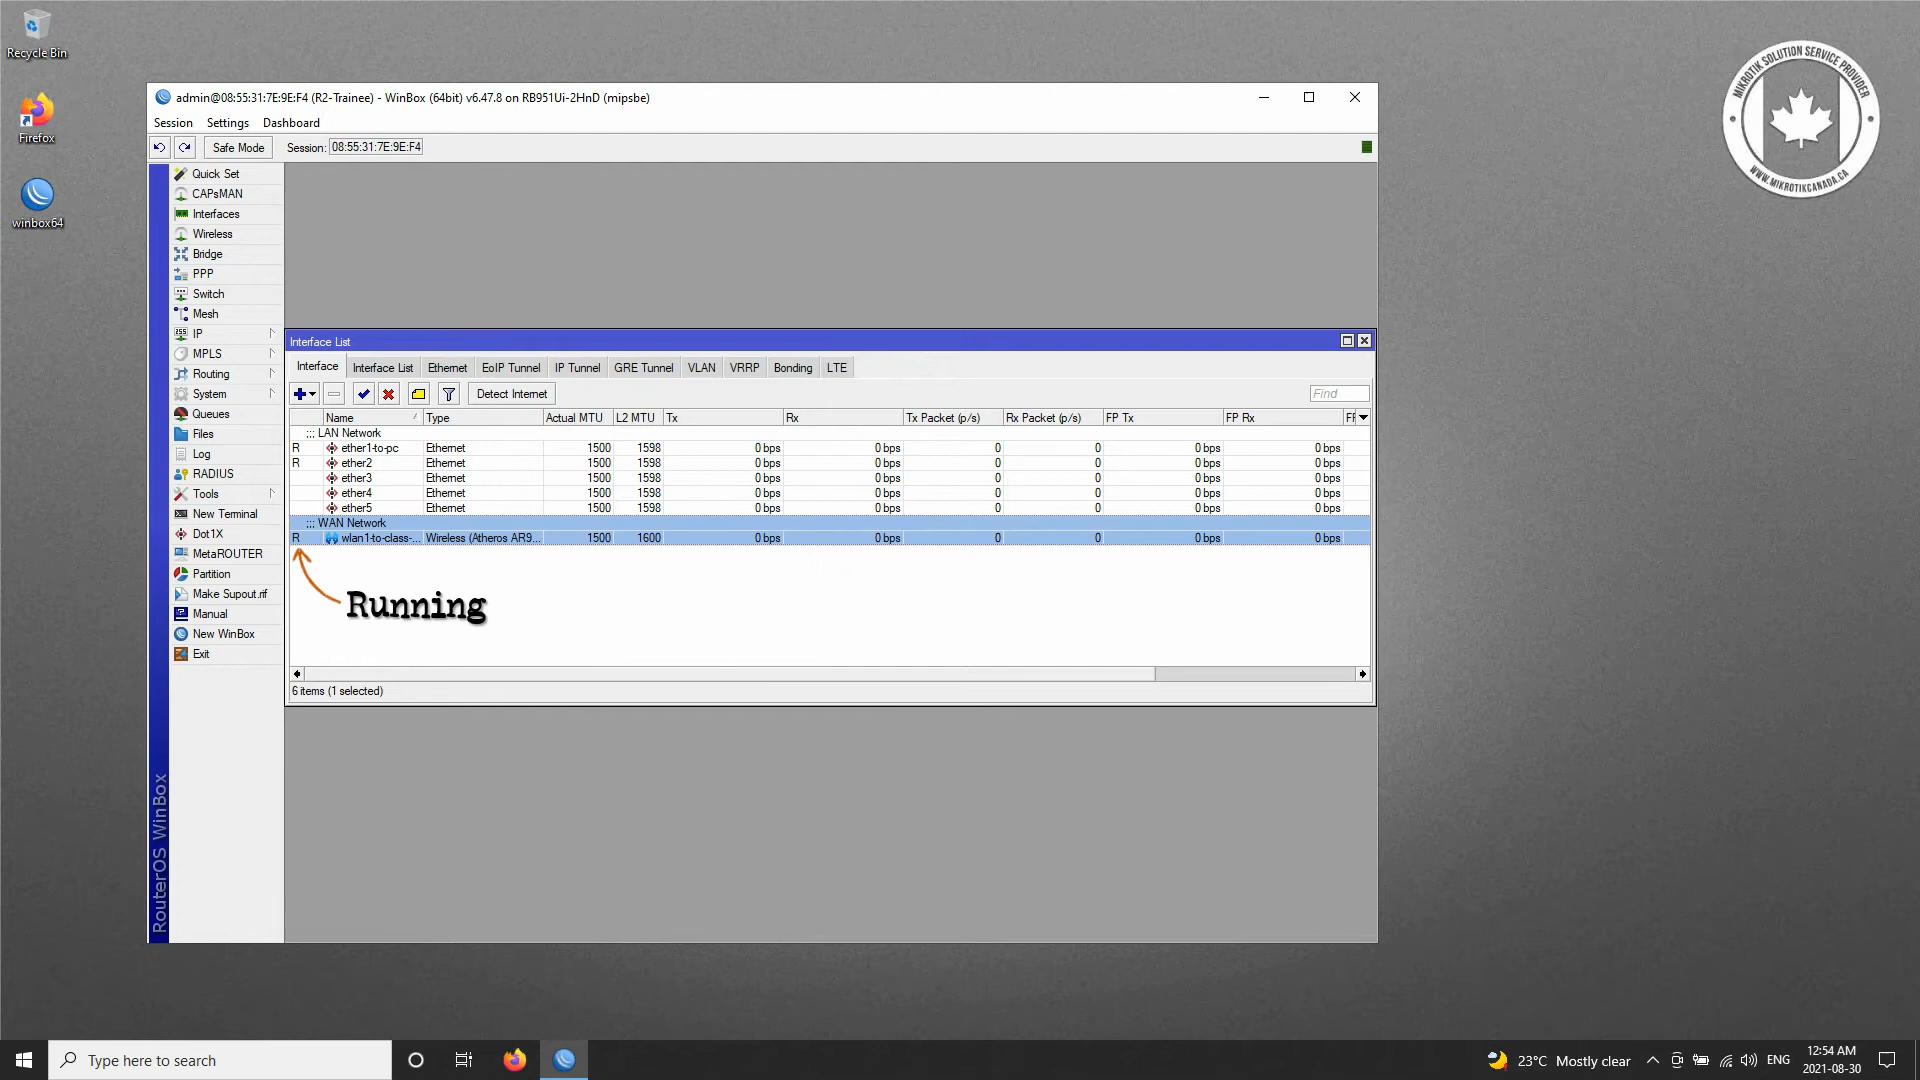 Recycle Bin
Firefox
winbox64
MIKROTIK SOLUTION SERVICE PROVIDER
WWW.MIKROTIKCANADA.CA
admin@08:55:31:7E:9E:F4 (R2-Trainee) - WinBox (64bit) v6.47.8 on RB951Ui-2HnD (mipsbe)
Session Settings Dashboard
Safe Mode Session: 08:55:31:7E:9E:F4
Quick Set
CAPsMAN
Interfaces
Wireless
Bridge
PPP
Switch
Mesh
IP
MPLS
Routing
System
Queues
Files
Log
RADIUS
Tools
New Terminal
Dot1X
MetaROUTER
Partition
Make Supout.rif
Manual
New WinBox
Exit
RouterOS WinBox
Interface List
Interface Interface List Ethernet EoIP Tunnel IP Tunnel GRE Tunnel VLAN VRRP Bonding LTE
Detect Internet Find
Name Type Actual MTU L2 MTU Tx Rx Tx Packet (p/s) Rx Packet (p/s) FP Tx FP Rx FF
;;; LAN Network
R ether1-to-pc Ethernet 1500 1598 0 bps 0 bps 0 0 0 bps 0 bps
R ether2 Ethernet 1500 1598 0 bps 0 bps 0 0 0 bps 0 bps
ether3 Ethernet 1500 1598 0 bps 0 bps 0 0 0 bps 0 bps
ether4 Ethernet 1500 1598 0 bps 0 bps 0 0 0 bps 0 bps
ether5 Ethernet 1500 1598 0 bps 0 bps 0 0 0 bps 0 bps
;;; WAN Network
R wlan1-to-class-... Wireless (Atheros AR9... 1500 1600 0 bps 0 bps 0 0 0 bps 0 bps
Running
6 items (1 selected)
Type here to search
23°C Mostly clear ENG
12:54 AM
2021-08-30